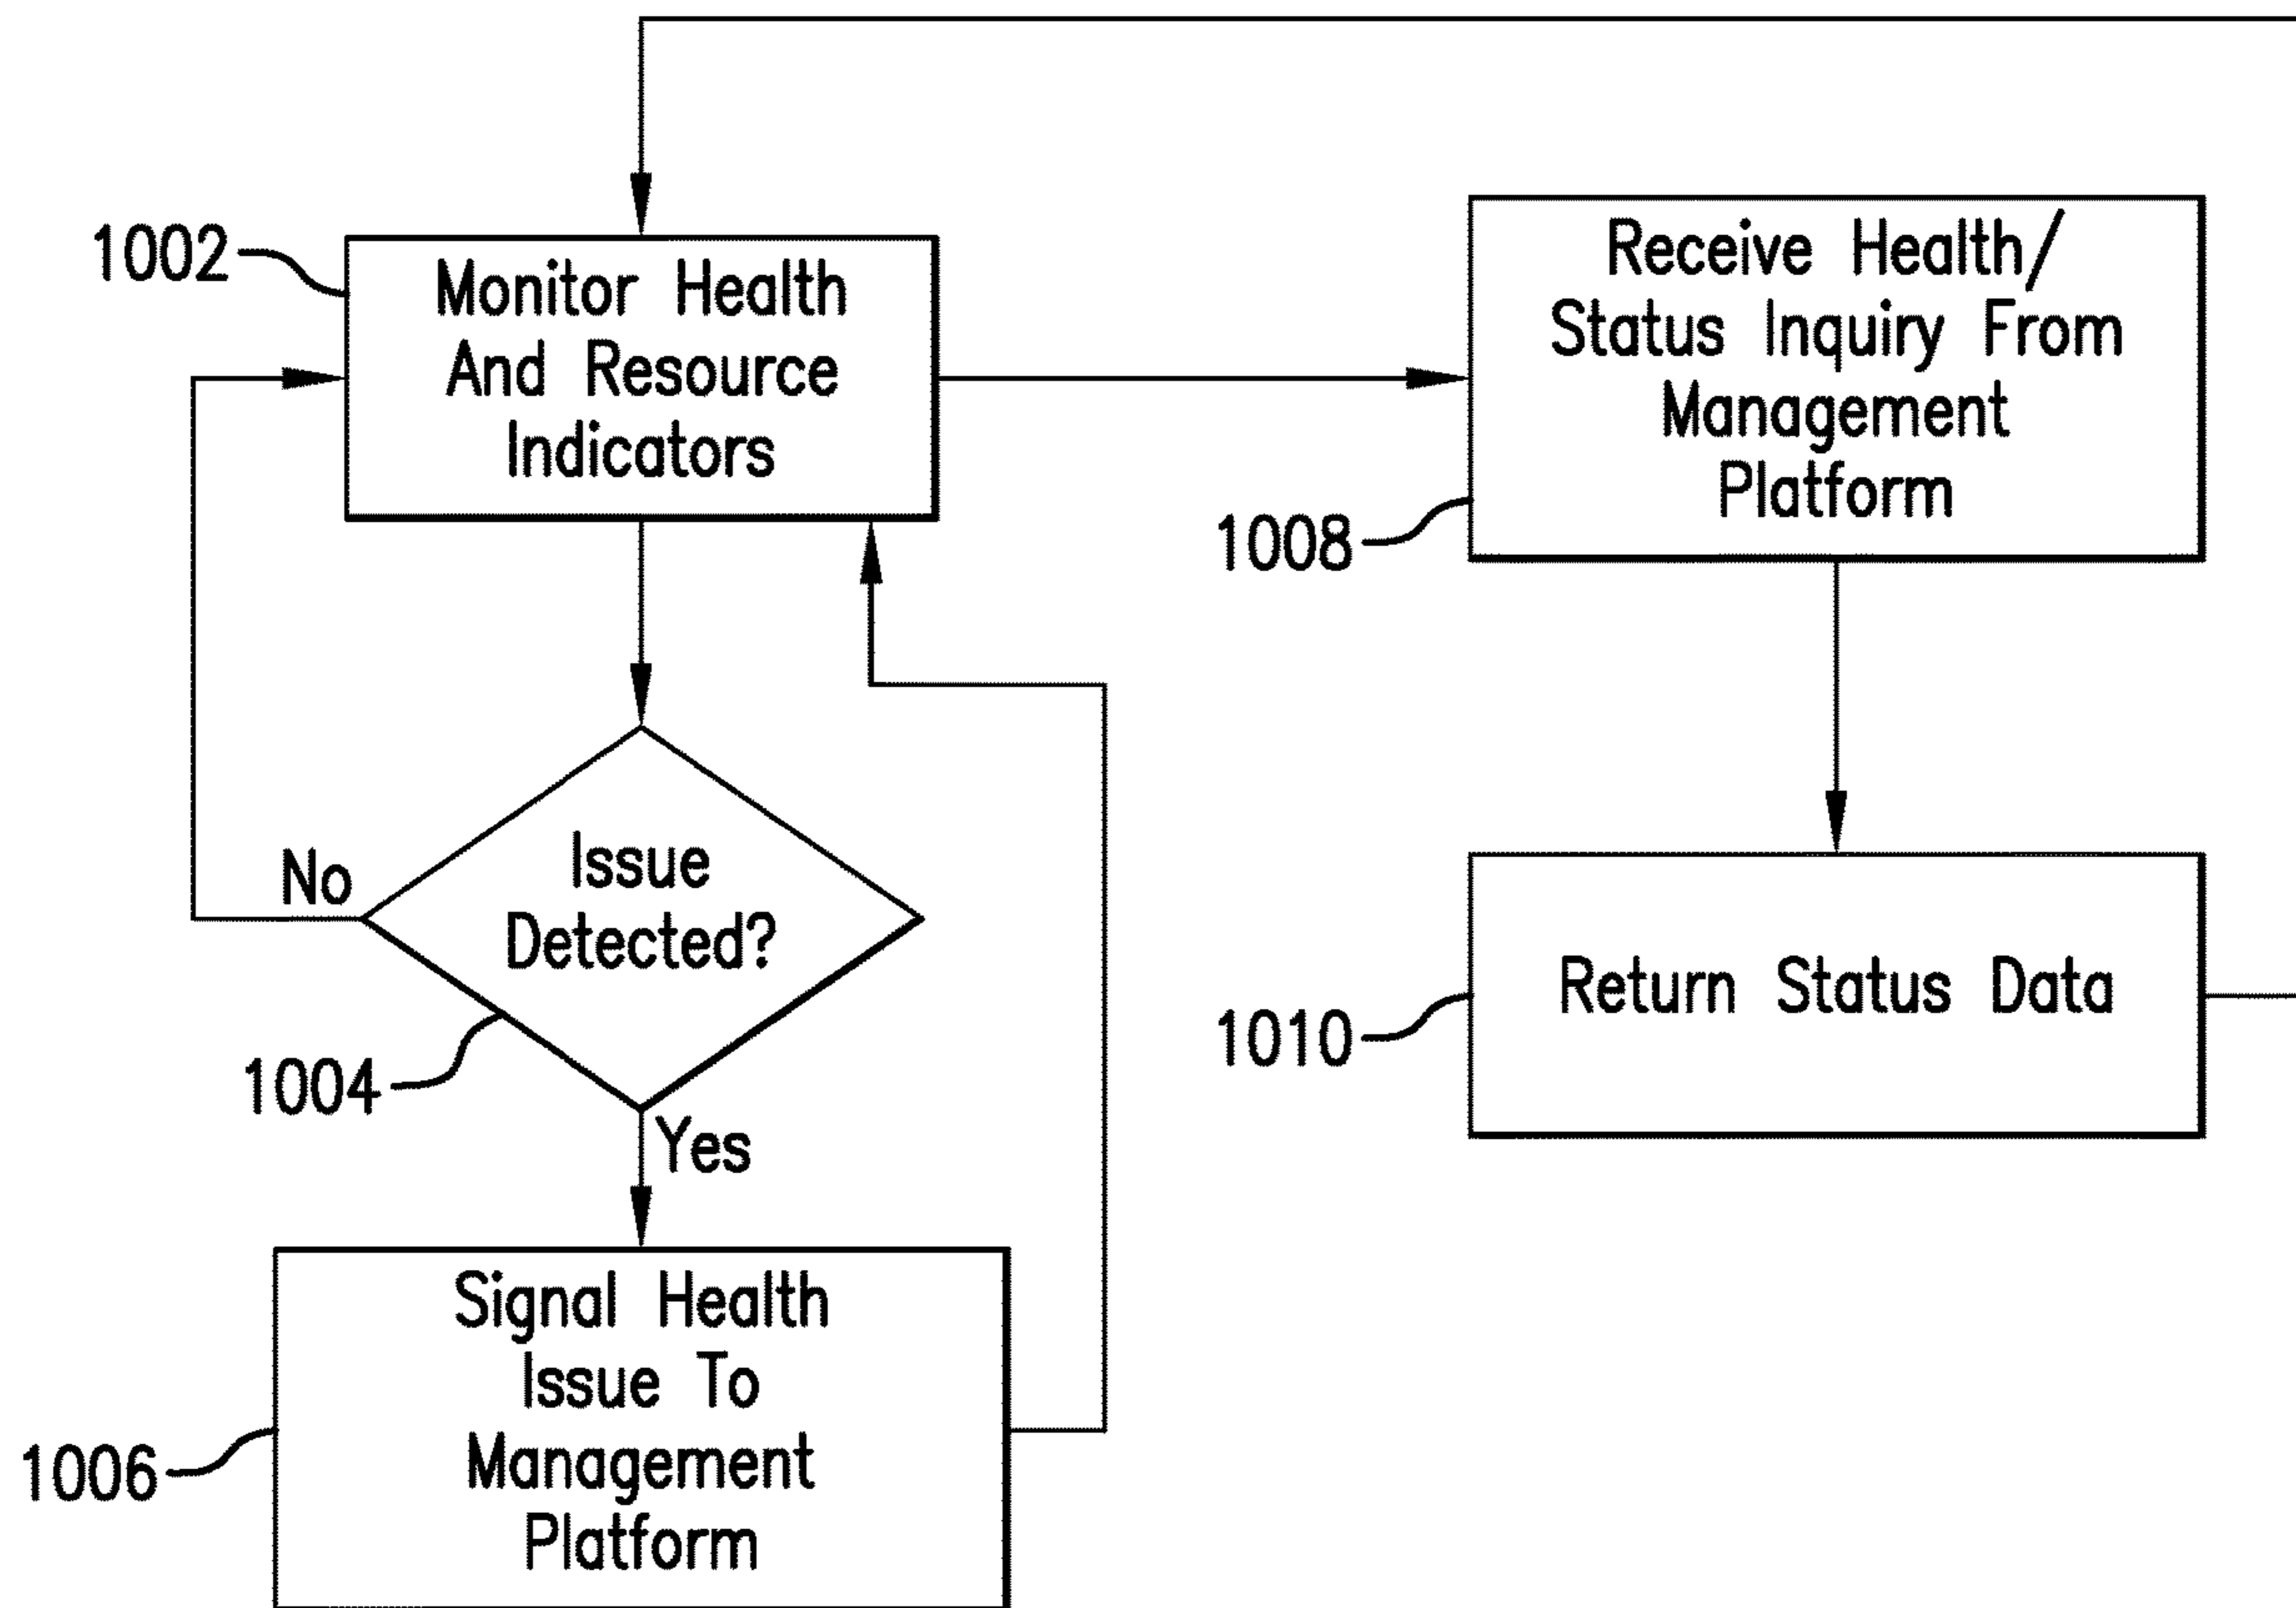 1002
Monitor Health
And Resource
Indicators
Receive Health/
Status Inquiry From
Management
Platform
1008
No
Issue
Detected?
1004
Yes
Return Status Data
1010
Signal Health
Issue To
Management
Platform
1006